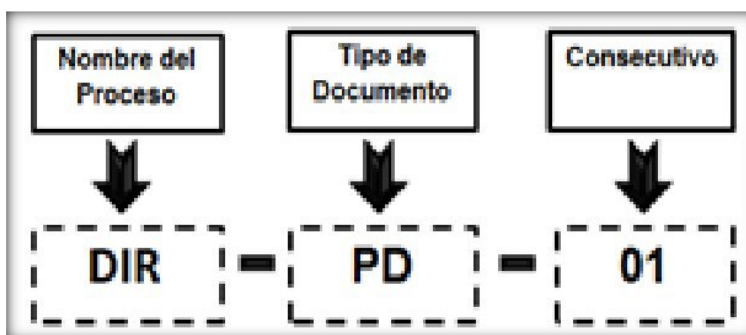 Nombre del
Proceso
Tipo de
Documento
Consecutivo
DIR - PD - 01